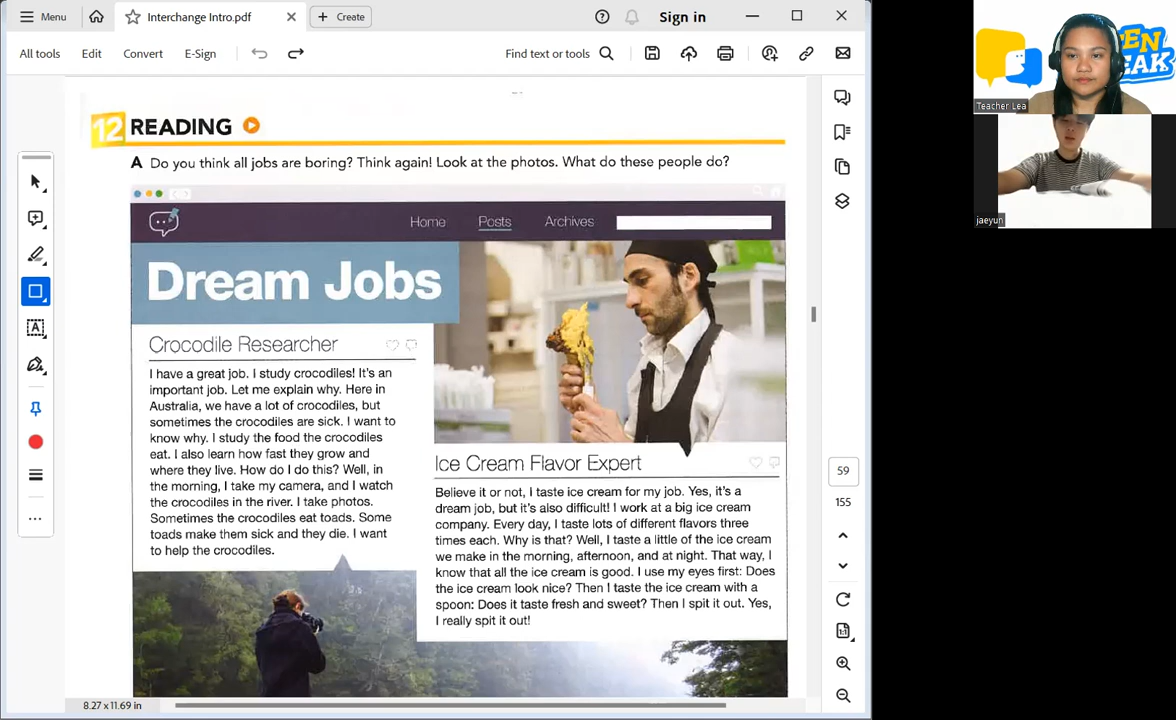 Menu
Interchange Intro.pdf
Create
Sign in
All tools
Edit
Convert
E-Sign
Find text or tools
12 READING
A Do you think all jobs are boring? Think again! Look at the photos. What do these people do?
Home
Posts
Archives
Dream Jobs
Crocodile Researcher
I have a great job. I study crocodiles! It's an
important job. Let me explain why. Here in
Australia, we have a lot of crocodiles, but
sometimes the crocodiles are sick. I want to
know why. I study the food the crocodiles
eat. I also learn how fast they grow and
where they live. How do I do this? Well, in
the morning, I take my camera, and I watch
the crocodiles in the river. I take photos.
Sometimes the crocodiles eat toads. Some
toads make them sick and they die. I want
to help the crocodiles.
Ice Cream Flavor Expert
Believe it or not, I taste ice cream for my job. Yes, it's a
dream job, but it's also difficult! I work at a big ice cream
company. Every day, I taste lots of different flavors three
times each. Why is that? Well, I taste a little of the ice cream
we make in the morning, afternoon, and at night. That way, I
know that all the ice cream is good. I use my eyes first: Does
the ice cream look nice? Then I taste the ice cream with a
spoon: Does it taste fresh and sweet? Then I spit it out. Yes,
I really spit it out!
8.27 x 11.69 in
59
155
Teacher Lea
jaeyun